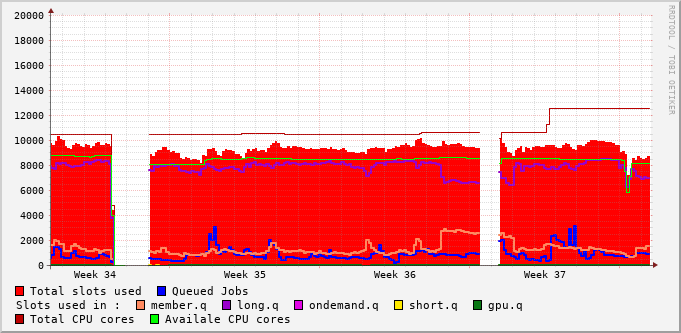 20000
18000
16000
14000
12000
10000
8000
6000
4000
2000
0
Week 34 Week 35 Week 36 Week 37
RRDTOOL / TOBI OETIKER
Total slots used Queued Jobs
Slots used in : member.q long.q ondemand.q short.q gpu.q
Total CPU cores Availale CPU cores